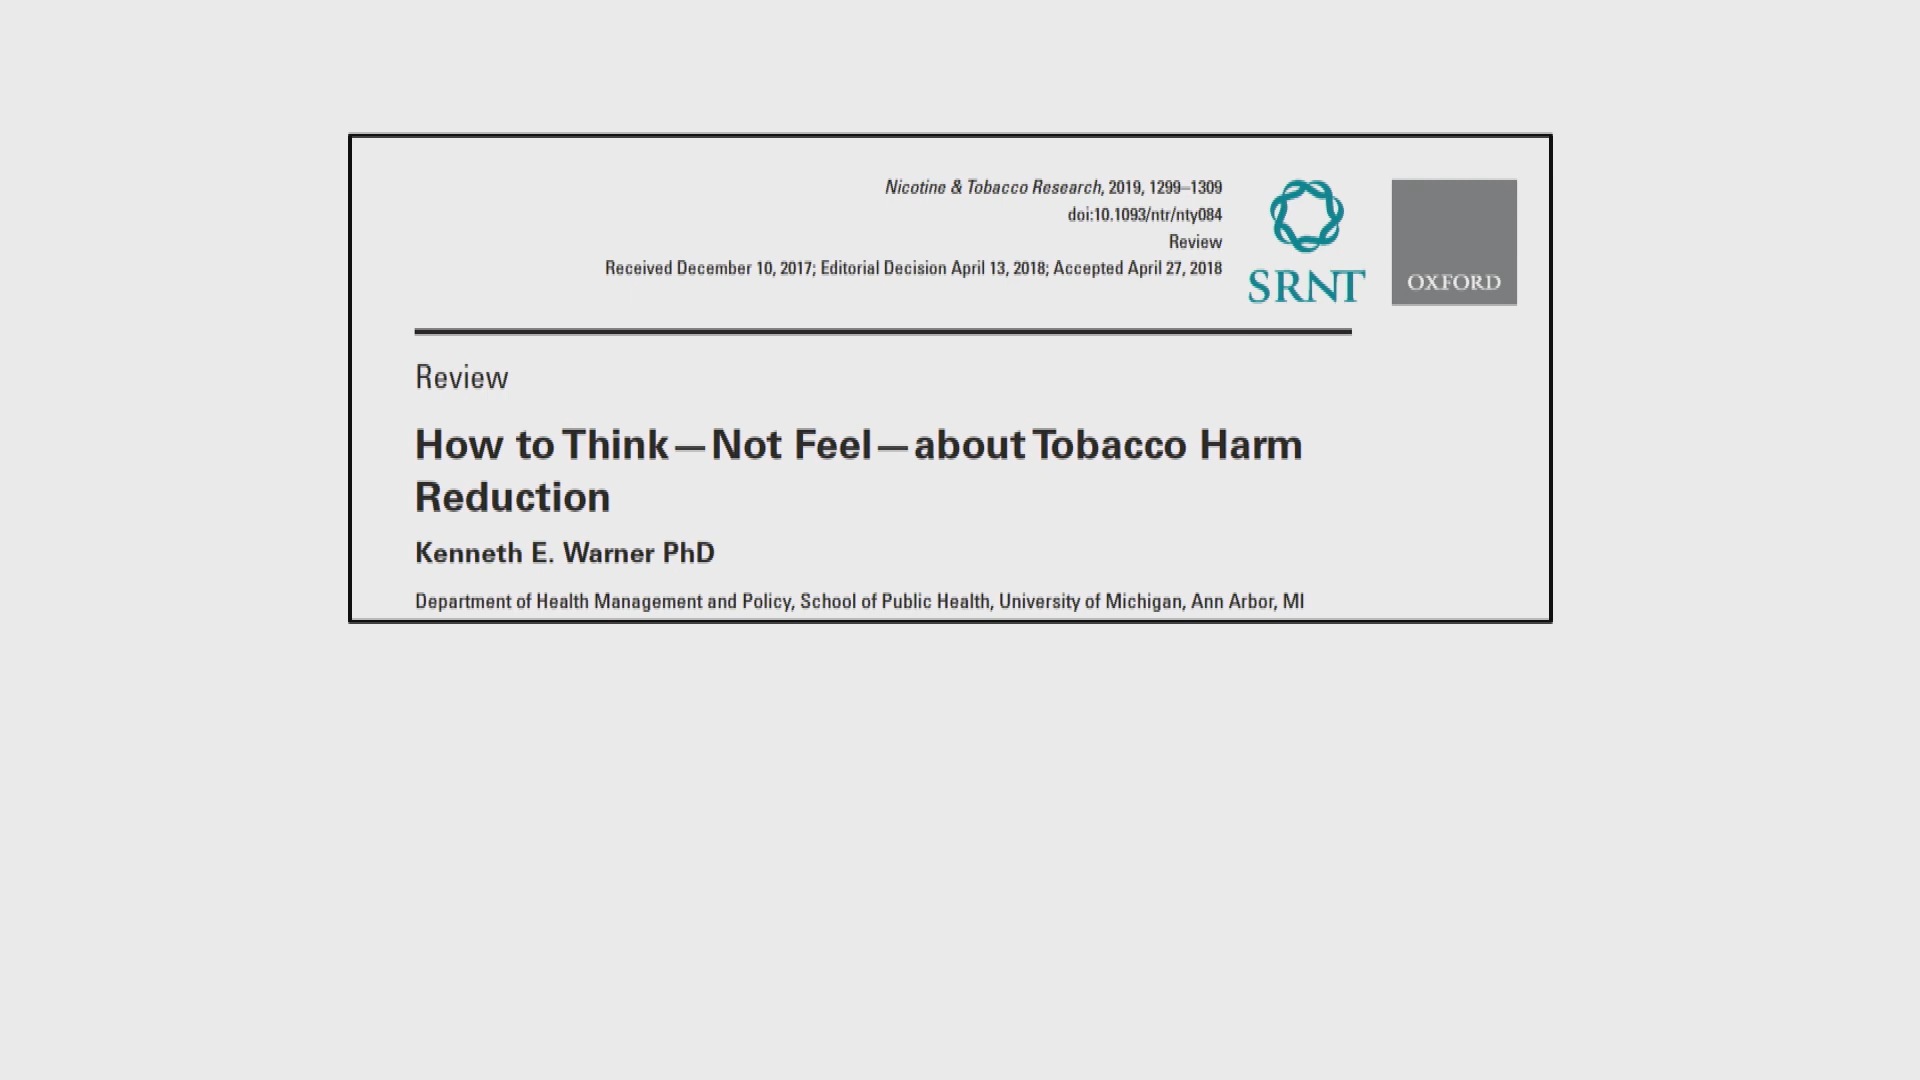 Nicotine & Tobacco Research, 2019, 1299–1309
doi:10.1093/ntr/nty084
Review
Received December 10, 2017; Editorial Decision April 13, 2018; Accepted April 27, 2018
SRNT
OXFORD
Review
How to Think—Not Feel—about Tobacco Harm
Reduction
Kenneth E. Warner PhD
Department of Health Management and Policy, School of Public Health, University of Michigan, Ann Arbor, MI